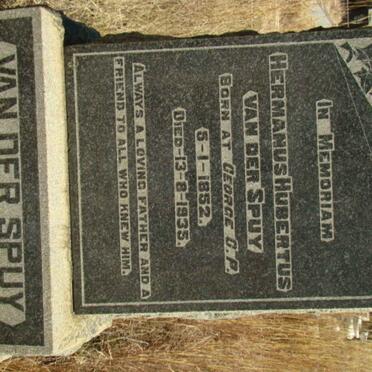 IN MEMORIAM
HERMANUS HUBERTUS
VAN DER SPUY
BORN AT GEORGE C.P.
5-1-1852.
DIED-13-8-1935.
ALWAYS A LOVING FATHER AND A
FRIEND TO ALL WHO KNEW HIM.
VAN DER SPUY